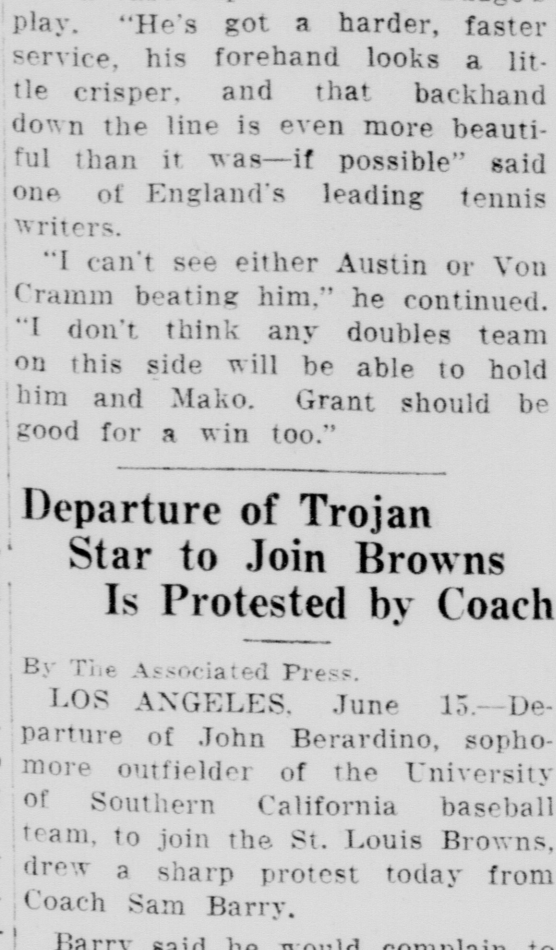 play. "He's got a harder, faster
service, his forehand looks a lit-
tle crisper, and that backhand
down the line is even more beauti-
ful than it was—if possible" said
one of England's leading tennis
writers.
"I can't see either Austin or Von
Cramm beating him," he continued.
"I don't think any doubles team
on this side will be able to hold
him and Mako. Grant should be
good for a win too."
Departure of Trojan
Star to Join Browns
Is Protested by Coach
By The Associated Press.
LOS ANGELES, June 15.—De-
parture of John Berardino, sopho-
more outfielder of the University
of Southern California baseball
team, to join the St. Louis Browns,
drew a sharp protest today from
Coach Sam Barry.
Barry said he would complain to